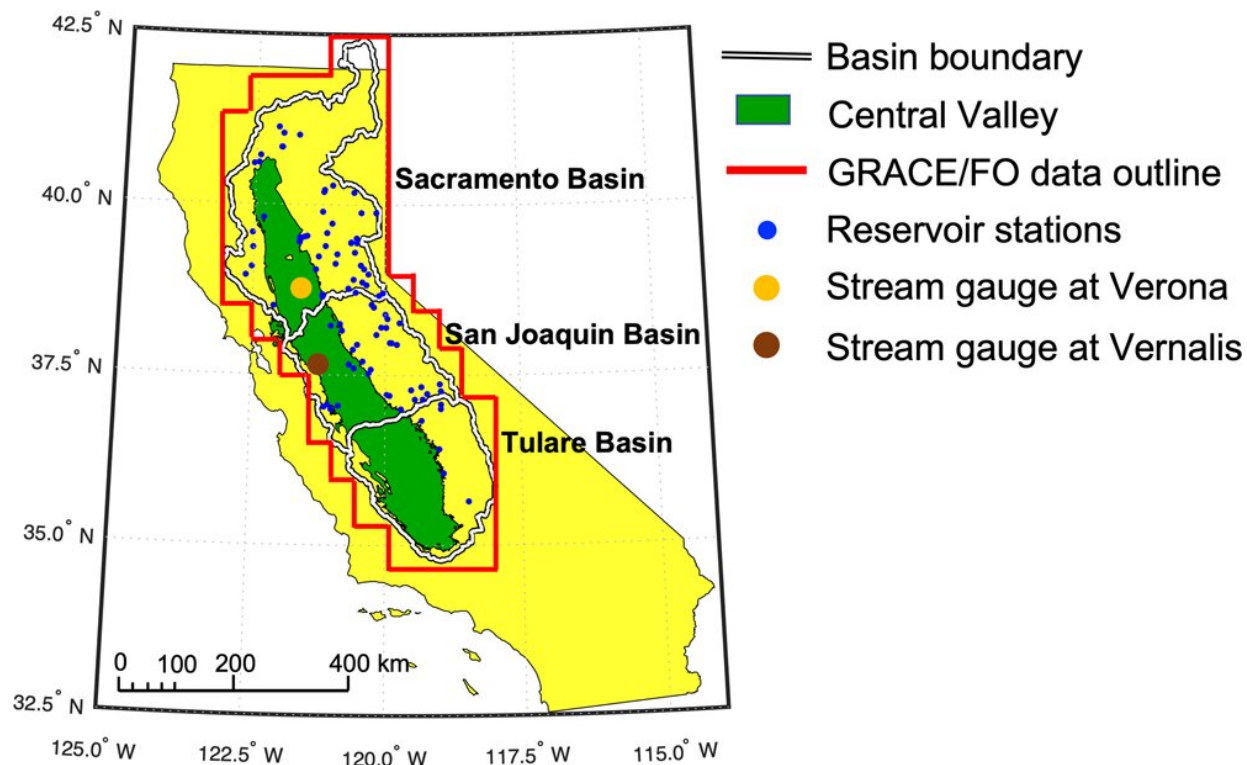 42.5° N
40.0° N
37.5° N
35.0° N
32.5° N
125.0° W
122.5° W
120.0° W
117.5° W
115.0° W
Sacramento Basin
San Joaquin Basin
Tulare Basin
0 100 200 400 km
Basin boundary
Central Valley
GRACE/FO data outline
Reservoir stations
Stream gauge at Verona
Stream gauge at Vernalis